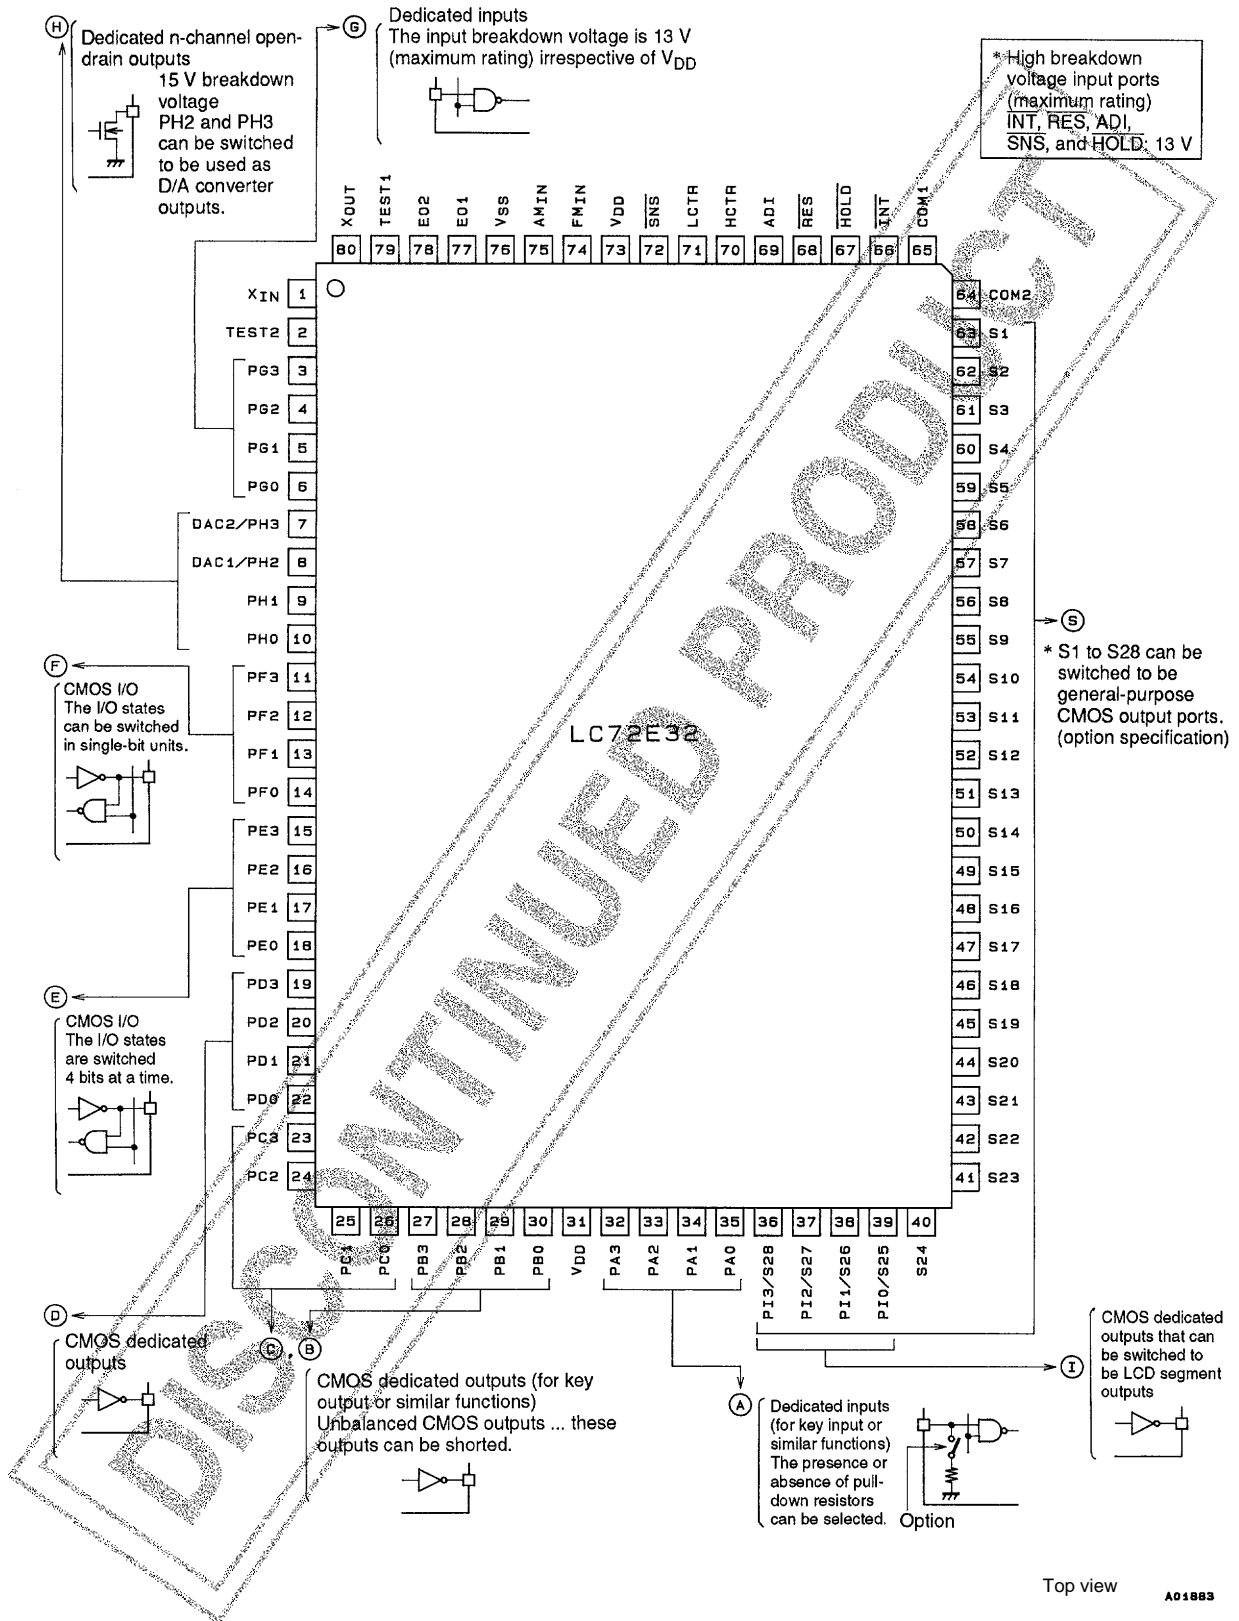 H
Dedicated n-channel open-
drain outputs
15 V breakdown
voltage
PH2 and PH3
can be switched
to be used as
D/A converter
outputs.
G
Dedicated inputs
The input breakdown voltage is 13 V
(maximum rating) irrespective of VDD
* High breakdown
voltage input ports
(maximum rating)
INT, RES, ADI,
SNS, and HOLD: 13 V
XOUT TEST1 EO2 EO1 VSS AMIN FMIN VDD SNS LCTR HCTR ADI RES HOLD INT COM1
80 79 78 77 76 75 74 73 72 71 70 69 68 67 66 65
XIN 1
TEST2 2
PG3 3
PG2 4
PG1 5
PG0 6
DAC2/PH3 7
DAC1/PH2 8
PH1 9
PH0 10
PF3 11
PF2 12
PF1 13
PF0 14
PE3 15
PE2 16
PE1 17
PE0 18
PD3 19
PD2 20
PD1 21
PD0 22
PC3 23
PC2 24
64 COM2
63 S1
62 S2
61 S3
60 S4
59 S5
58 S6
57 S7
56 S8
55 S9
54 S10
53 S11
52 S12
51 S13
50 S14
49 S15
48 S16
47 S17
46 S18
45 S19
44 S20
43 S21
42 S22
41 S23
LC72E32
DISCONTINUED PRODUCT
S
* S1 to S28 can be
switched to be
general-purpose
CMOS output ports.
(option specification)
F
CMOS I/O
The I/O states
can be switched
in single-bit units.
E
CMOS I/O
The I/O states
are switched
4 bits at a time.
25 26 27 28 29 30 31 32 33 34 35 36 37 38 39 40
PC1 PC0 PB3 PB2 PB1 PB0 VDD PA3 PA2 PA1 PA0 PI3/S28 PI2/S27 PI1/S26 PI0/S25 S24
D
CMOS dedicated
outputs
C , B
CMOS dedicated outputs (for key
output or similar functions)
Unbalanced CMOS outputs ... these
outputs can be shorted.
A
Dedicated inputs
(for key input or
similar functions)
The presence or
absence of pull-
down resistors
can be selected.
Option
I
CMOS dedicated
outputs that can
be switched to
be LCD segment
outputs
Top view
A01883